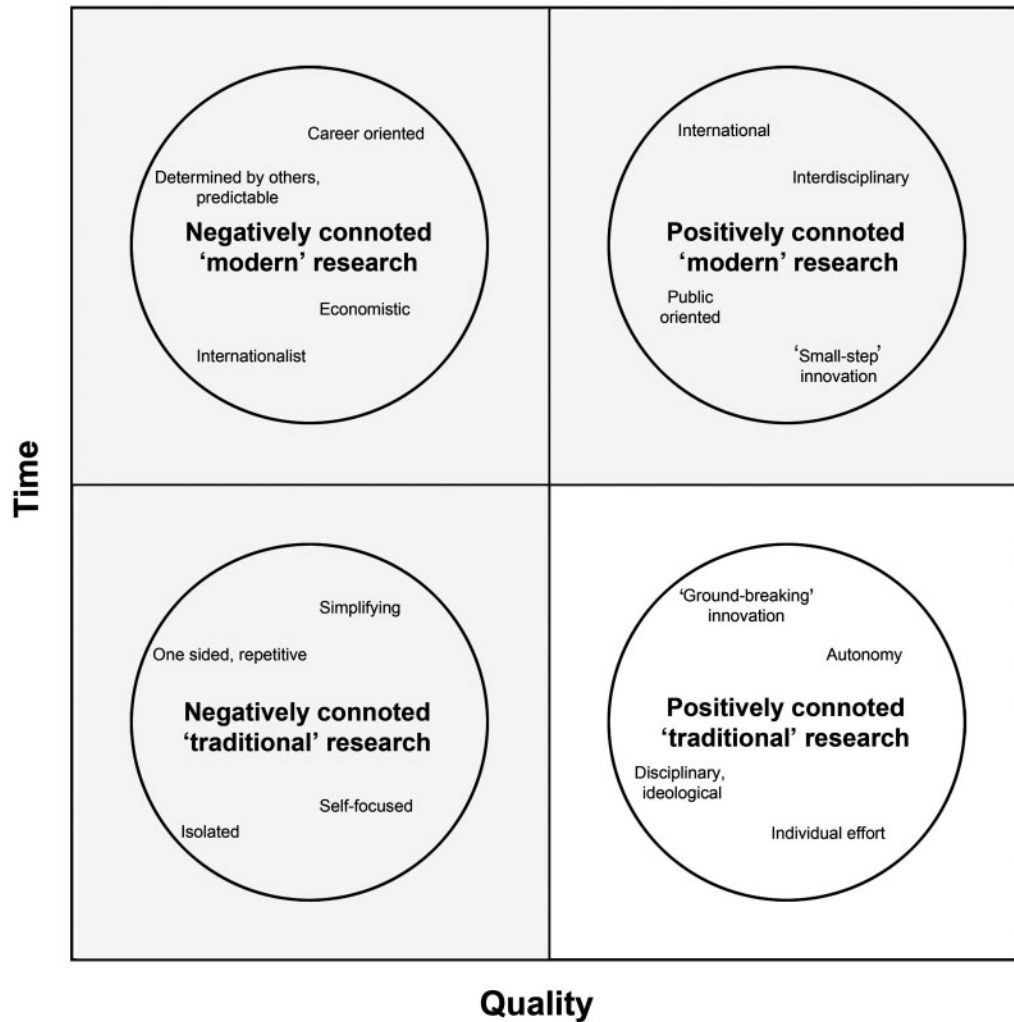 Career oriented
Determined by others,
predictable
Negatively connoted
‘modern’ research
Economistic
Internationalist
International
Interdisciplinary
Positively connoted
‘modern’ research
Public
oriented
‘Small-step’
innovation
Time
Simplifying
One sided, repetitive
Negatively connoted
‘traditional’ research
Self-focused
Isolated
‘Ground-breaking’
innovation
Autonomy
Positively connoted
‘traditional’ research
Disciplinary,
ideological
Individual effort
Quality